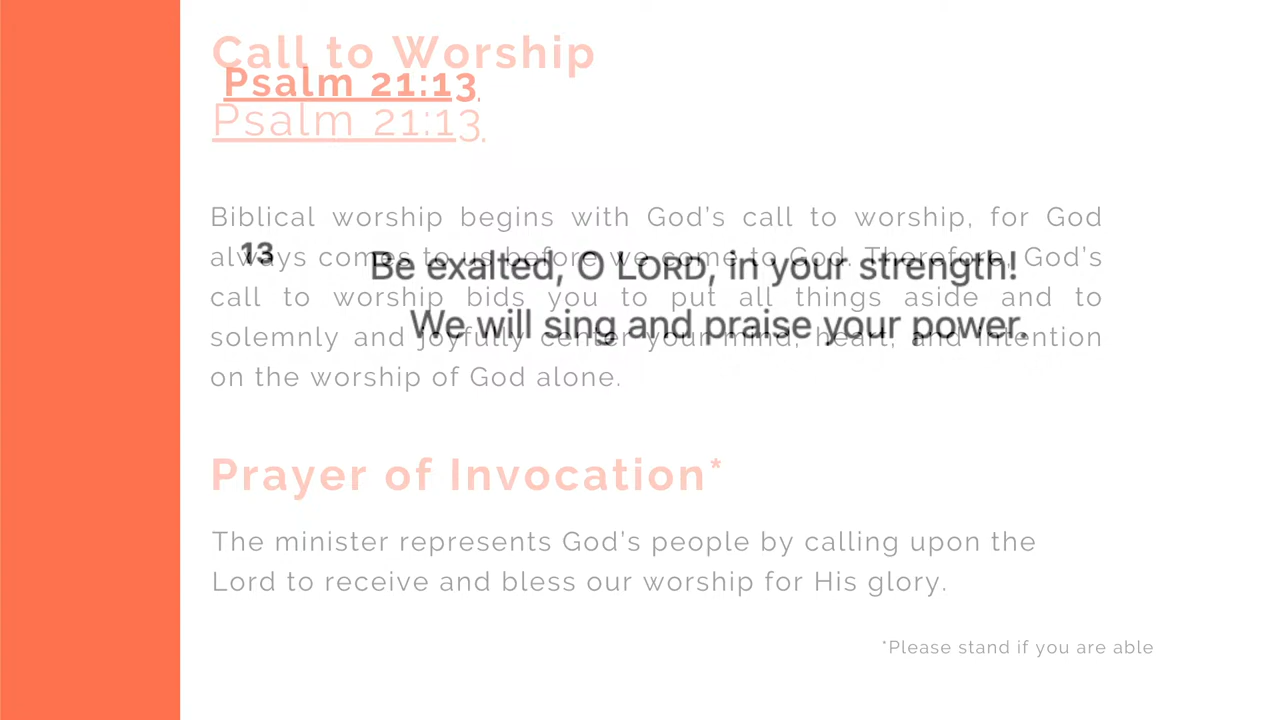 Call to Worship
Psalm 21:13
Psalm 21:13
Biblical worship begins with God's call to worship, for God
always comes to us before we come to God. Therefore, God's
13 Be exalted, O LORD, in your strength!
call to worship bids you to put all things aside and to
We will sing and praise your power.
solemnly and joyfully center your mind, heart, and intention
on the worship of God alone.
Prayer of Invocation*
The minister represents God's people by calling upon the
Lord to receive and bless our worship for His glory.
*Please stand if you are able